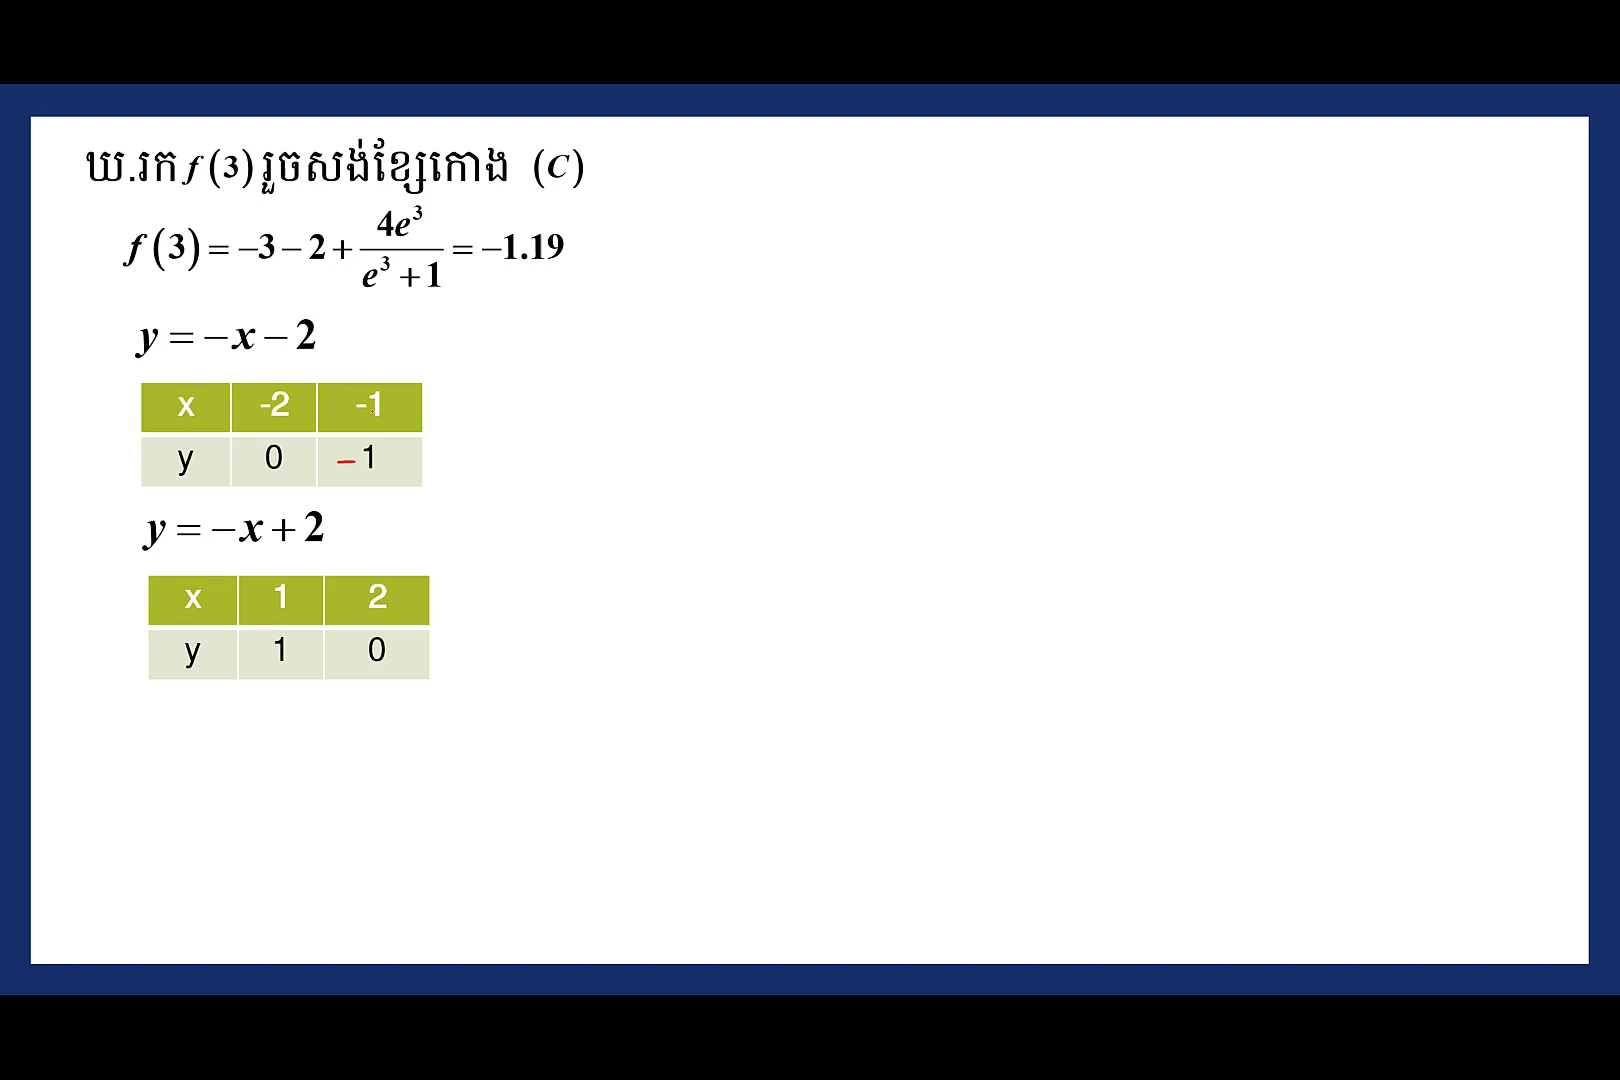 ឃ.រក f(3) រួចសង់ខ្សែកោង (C)
f(3) = −3 − 2 + 4e³/(e³ + 1) = −1.19
y = −x − 2
x -2 -1
y 0 −1
y = −x + 2
x 1 2
y 1 0